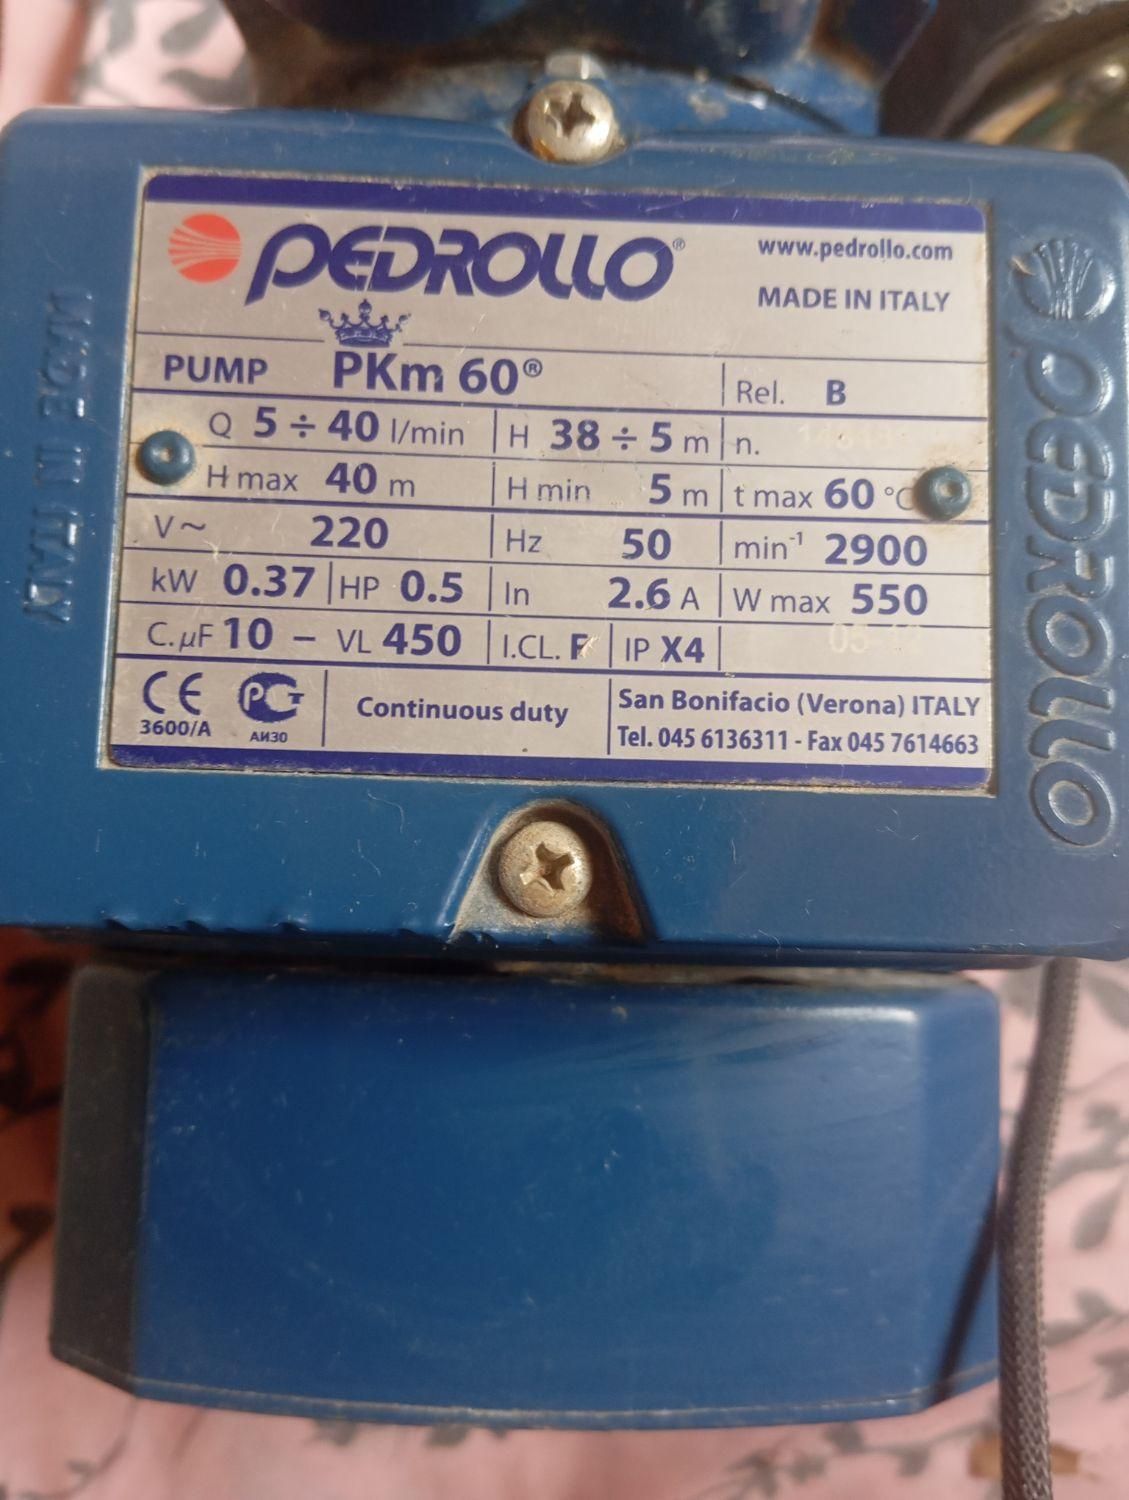 PEDROLLO®
www.pedrollo.com
MADE IN ITALY
PUMP PKm 60® Rel. B
Q 5 ÷ 40 l/min H 38 ÷ 5 m n.
H max 40 m H min 5 m t max 60 °C
V~ 220 Hz 50 min-1 2900
kW 0.37 HP 0.5 In 2.6 A W max 550
C. µF 10 – VL 450 I.CL. F IP X4
CE
3600/A
РСТ
АИ30
Continuous duty
San Bonifacio (Verona) ITALY
Tel. 045 6136311 - Fax 045 7614663
MADE IN ITALY
PEDROLLO